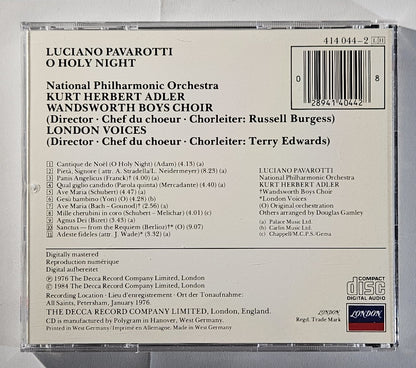 414 044-2 LH
LUCIANO PAVAROTTI
O HOLY NIGHT
National Philharmonic Orchestra
KURT HERBERT ADLER
WANDSWORTH BOYS CHOIR
(Director · Chef du choeur · Chorleiter: Russell Burgess)
LONDON VOICES
(Director · Chef du choeur · Chorleiter: Terry Edwards)
0 28941 40442 8
1 Cantique de Noël (O Holy Night) (Adam) (4.13) (a)
2 Pietà, Signore (attr. A. Stradella/L. Neidermeyer) (8.23) (a)
3 Panis Angelicus (Franck)† (4.00) (a)
4 Qual giglio candido (Parola quinta) (Mercadante) (4.40) (a)
5 Ave Maria (Schubert) (4.47) (a)
6 Gesù bambino (Yon) (O) (4.28) (b)
7 Ave Maria (Bach – Gounod)† (2.56) (a)
8 Mille cherubini in coro (Schubert – Melichar) (4.01) (c)
9 Agnus Dei (Bizet) (3.43) (a)
10 Sanctus — from the Requiem (Berlioz)†* (O) (9.07)
11 Adeste fideles (attr. J. Wade)* (3.32) (a)
LUCIANO PAVAROTTI
National Philharmonic Orchestra
KURT HERBERT ADLER
*Wandsworth Boys Choir
†London Voices
(O) Original orchestration
Others arranged by Douglas Gamley
(a) Palace Music Ltd.
(b) Carlin Music Ltd.
(c) Chappell/M.C.P.S./Gema
Digitally mastered
Reproduction numérique
Digital aufbereitet
℗ 1976 The Decca Record Company Limited, London
© 1984 The Decca Record Company Limited, London
Recording Location · Lieu d'enregistrement · Ort der Tonaufnahme:
All Saints, Petersham, January 1976.
THE DECCA RECORD COMPANY LIMITED, London, England.
CD is manufactured by Polygram in Hanover, West Germany.
Printed in West Germany/Imprimé en Allemagne. Made in West Germany.
COMPACT
disc
DIGITAL AUDIO
LONDON
Regd. Trade Mark
LONDON